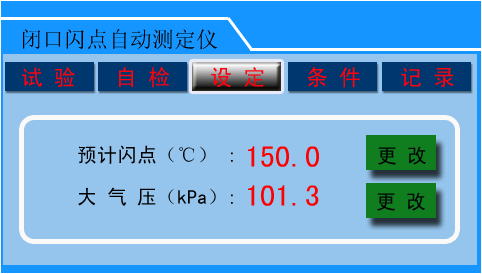 闭口闪点自动测定仪
试 验 自 检 设 定 条 件 记 录
预计闪点（℃）：150.0 更 改
大 气 压（kPa）：101.3 更 改